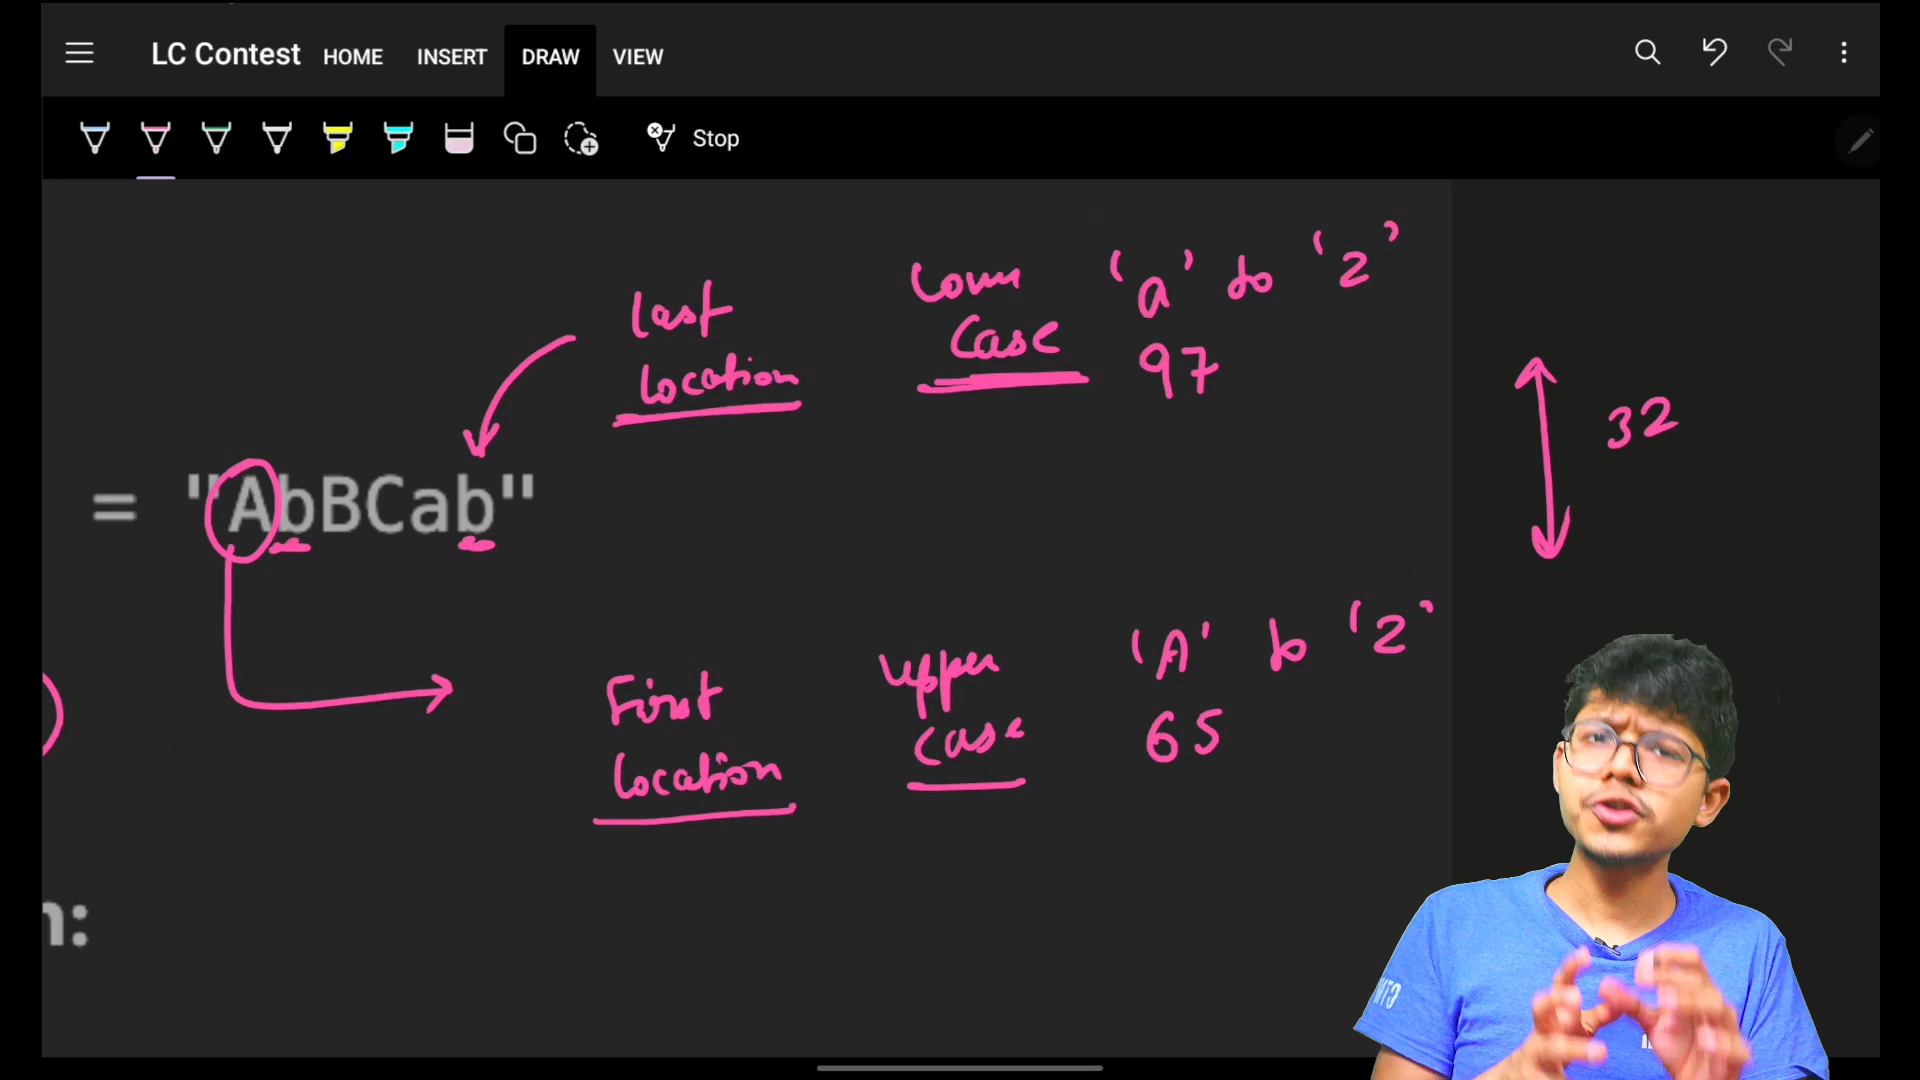 LC Contest HOME INSERT DRAW VIEW
Stop
last
location
Lower
Case
'a' to 'z'
97
32
= "AbBCab"
First
location
upper
case
'A' to 'z'
65
n: